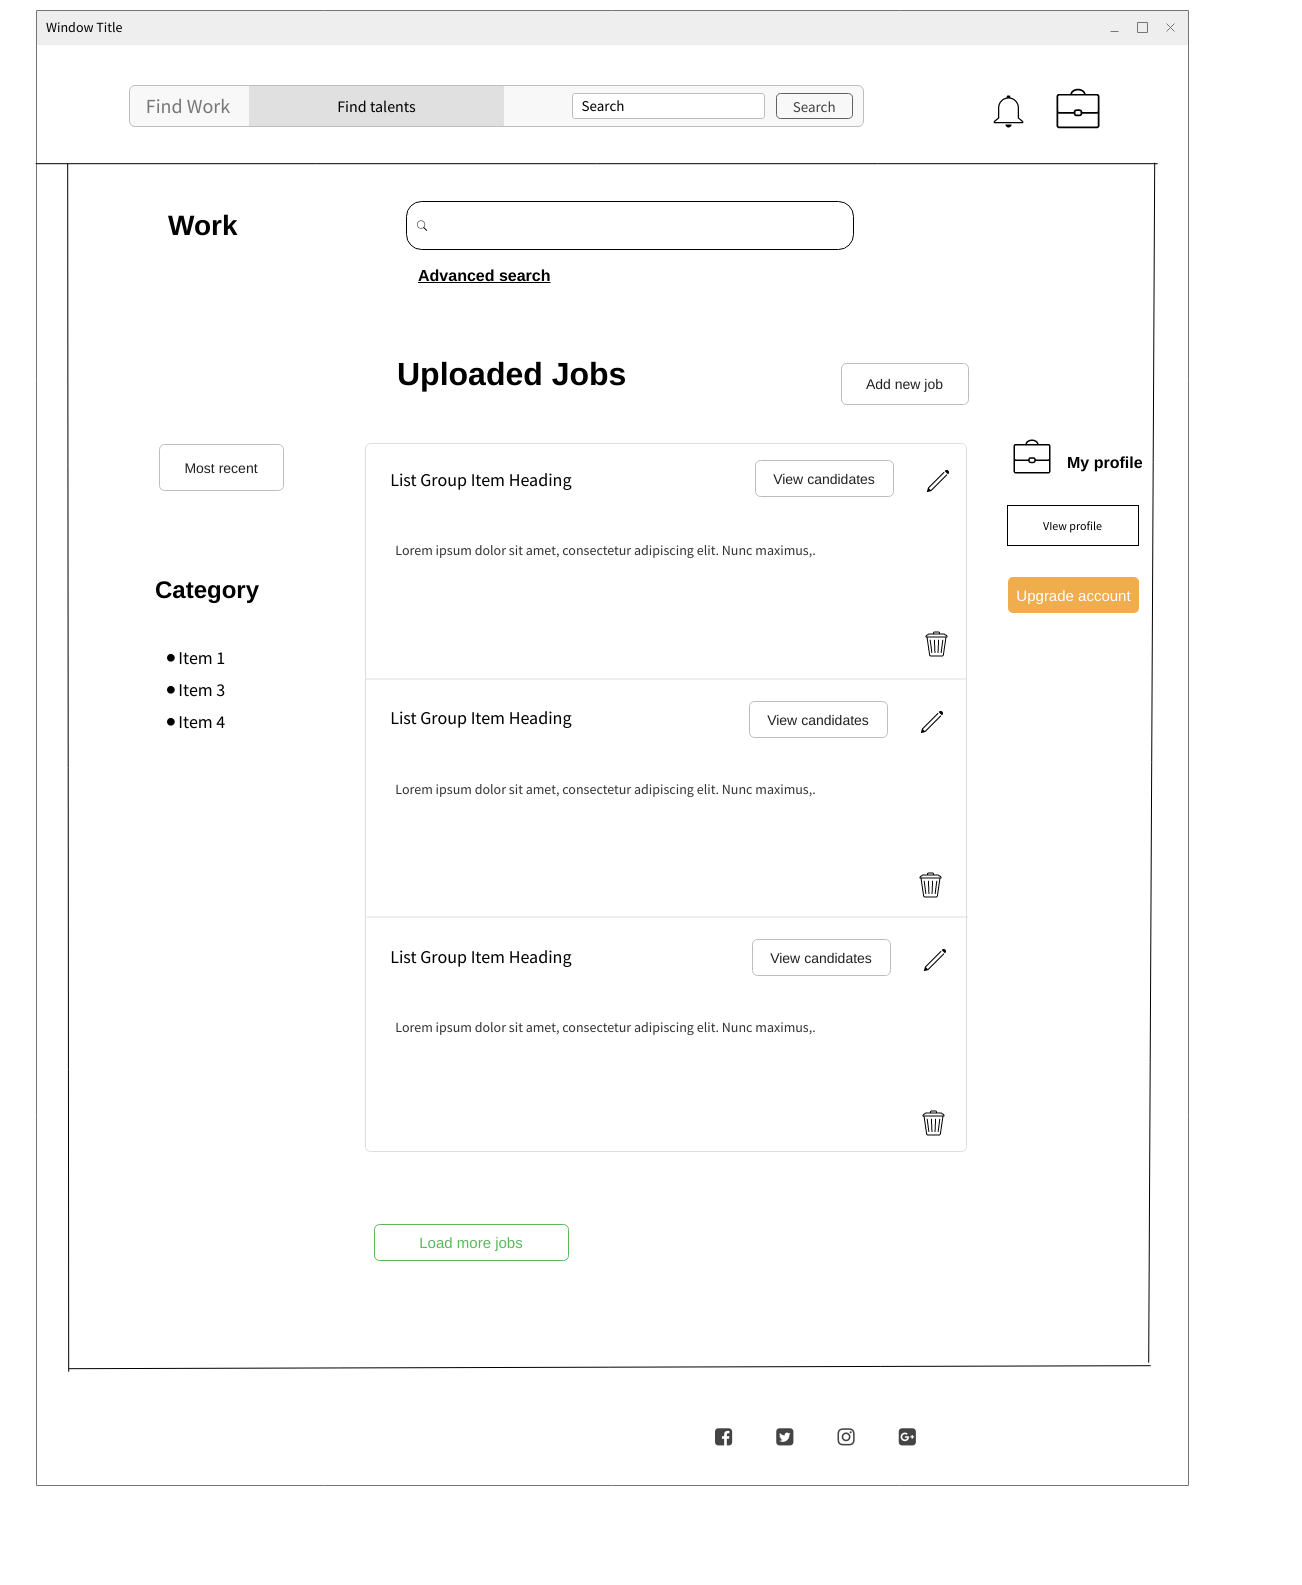 Window Title
Find Work
Find talents
Search
Search
Work
Advanced search
Uploaded Jobs
Add new job
Most recent
Category
Item 1
Item 3
Item 4
List Group Item Heading
View candidates
Lorem ipsum dolor sit amet, consectetur adipiscing elit. Nunc maximus,.
List Group Item Heading
View candidates
Lorem ipsum dolor sit amet, consectetur adipiscing elit. Nunc maximus,.
List Group Item Heading
View candidates
Lorem ipsum dolor sit amet, consectetur adipiscing elit. Nunc maximus,.
My profile
VIew profile
Upgrade account
Load more jobs